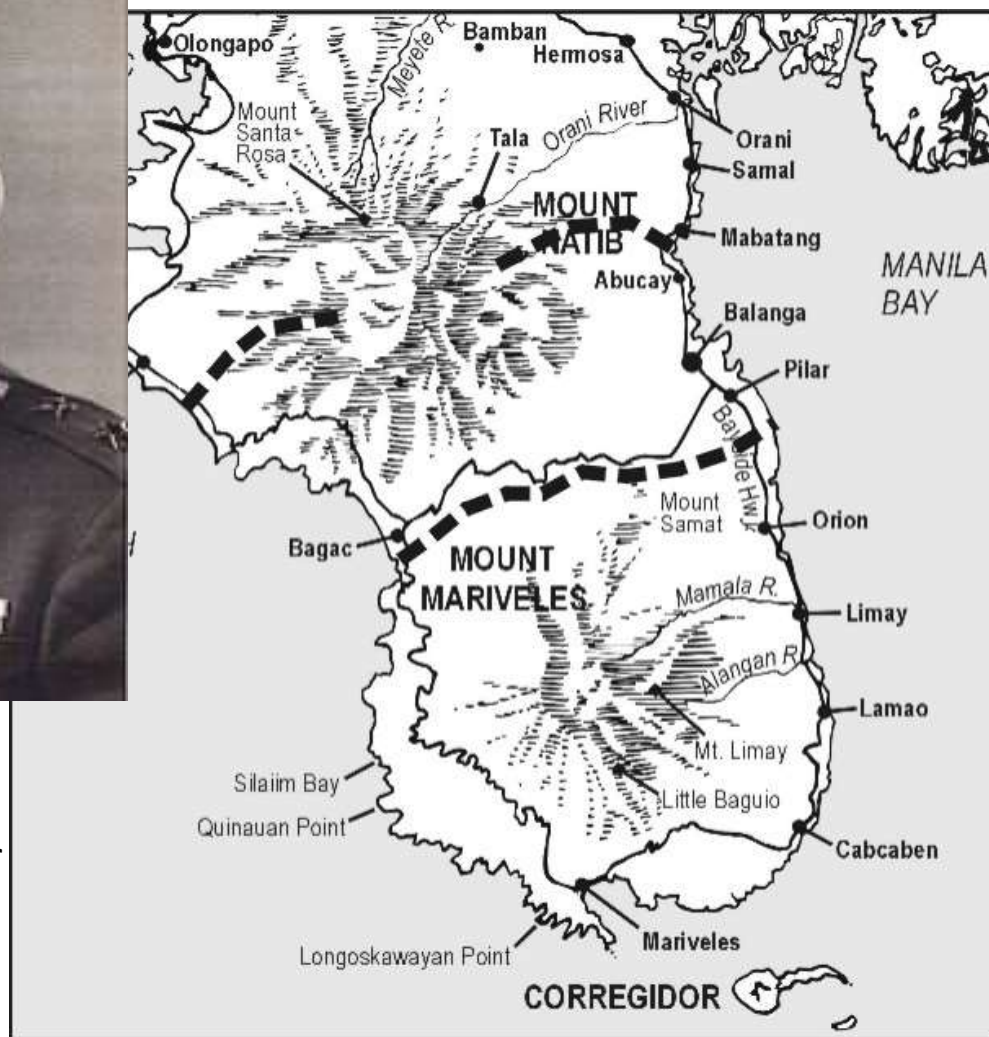 Olongapo
Meyete R.
Bamban
Hermosa
Mount
Santa
Rosa
Tala
Orani River
Orani
Samal
MOUNT
NATIB
Mabatang
Abucay
MANILA
BAY
Balanga
Pilar
Bayside Hwy
Mount
Samat
Orion
Bagac
MOUNT
MARIVELES
Mamala R.
Limay
Alangan R
Lamao
Mt. Limay
Silaiim Bay
Little Baguio
Quinauan Point
Cabcaben
Mariveles
Longoskawayan Point
CORREGIDOR